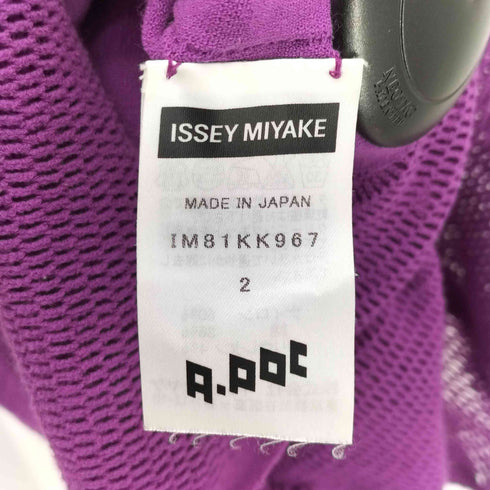 ISSEY MIYAKE
MADE IN JAPAN
IM81KK967
2
A.POC